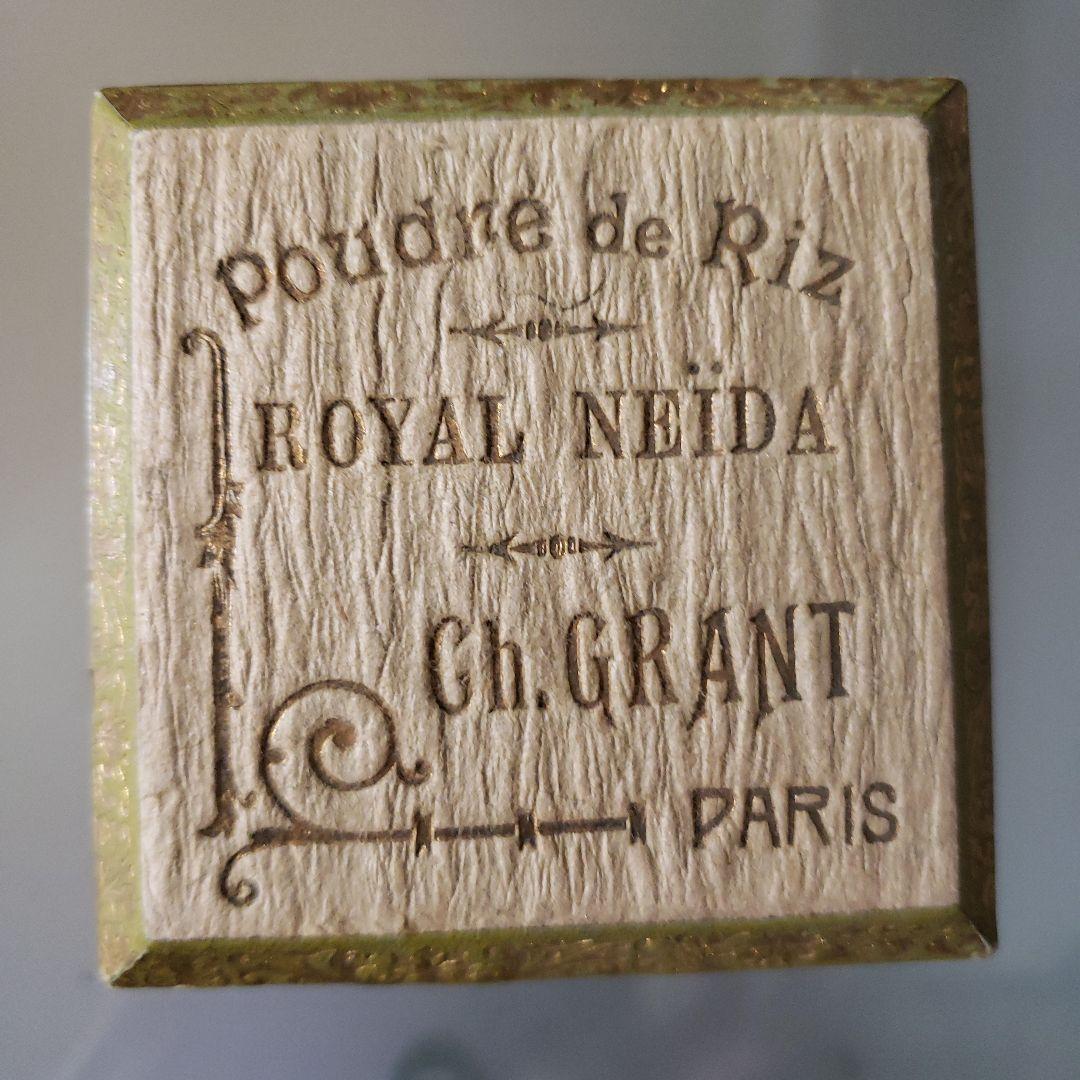 Poudre de Riz
ROYAL NEÏDA
Ch. GRANT
PARIS